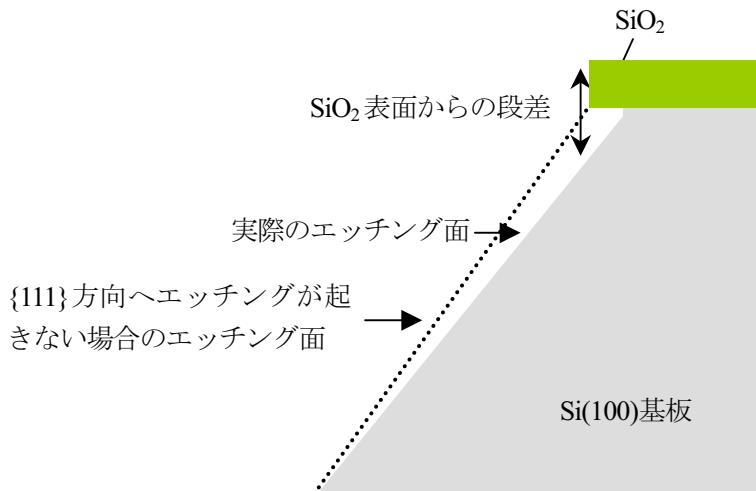 SiO2
SiO2表面からの段差
実際のエッチング面
{111}方向へエッチングが起
きない場合のエッチング面
Si(100)基板